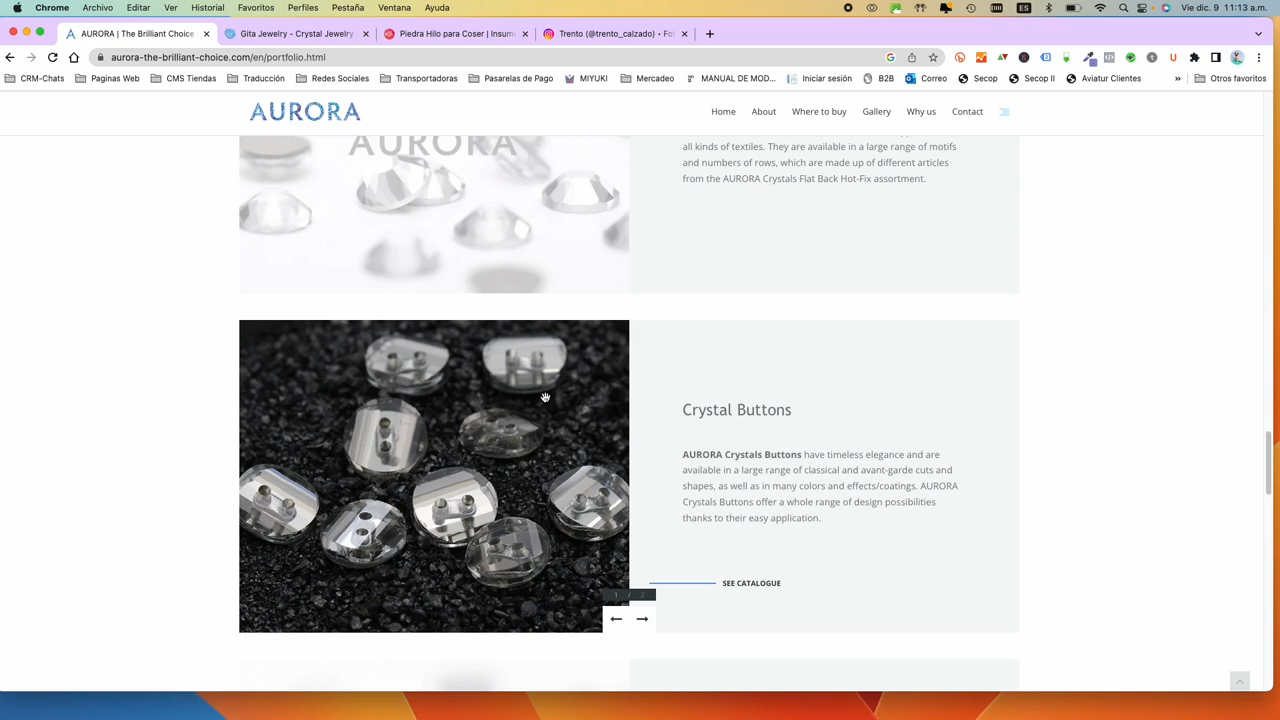 Chrome Archivo Editar Ver Historial Favoritos Perfiles Pestaña Ventana Ayuda ES Vie dic. 9 11:13 a.m.
AURORA | The Brilliant Choice Gita Jewelry - Crystal Jewelry Piedra Hilo para Coser | Insum Trento (@trento_calzado) • Fot
aurora-the-brilliant-choice.com/en/portfolio.html
CRM-Chats Paginas Web CMS Tiendas Traducción Redes Sociales Transportadoras Pasarelas de Pago MIYUKI Mercadeo MANUAL DE MOD... Iniciar sesión B2B Correo Secop Secop II Aviatur Clientes » Otros favoritos
AURORA Home About Where to buy Gallery Why us Contact
AURORA
all kinds of textiles. They are available in a large range of motifs
and numbers of rows, which are made up of different articles
from the AURORA Crystals Flat Back Hot-Fix assortment.
Crystal Buttons
AURORA Crystals Buttons have timeless elegance and are
available in a large range of classical and avant-garde cuts and
shapes, as well as in many colors and effects/coatings. AURORA
Crystals Buttons offer a whole range of design possibilities
thanks to their easy application.
SEE CATALOGUE
1 / 2